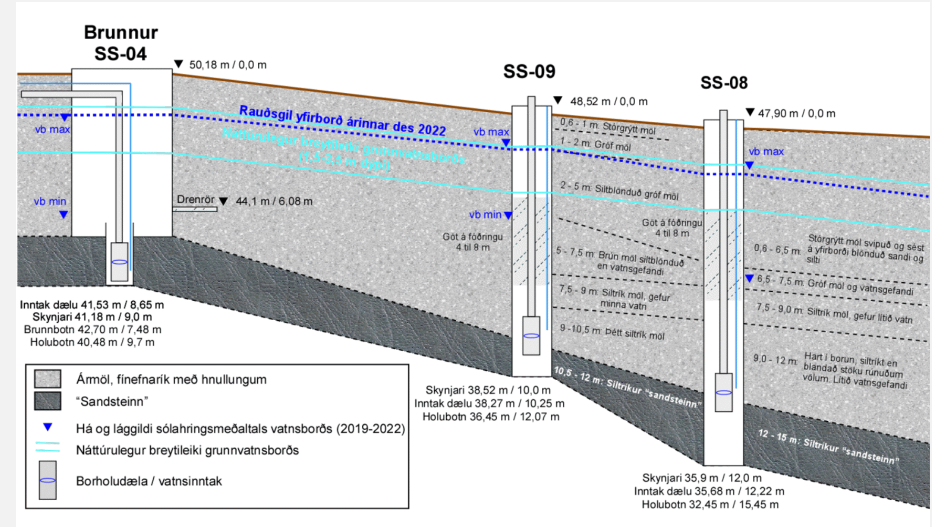 Brunnur
SS-04
50,18 m / 0,0 m
SS-09
48,52 m / 0,0 m
SS-08
47,90 m / 0,0 m
vb max
Rauðsgil yfirborð árinnar des 2022
Náttúrulegur breytileiki grunnvatnsborðs
vb max
0,6 - 1 m: Stórgrýtt möl
1 - 2 m: Gróf möl
vb max
vb min
Drenrör
44,1 m / 6,08 m
vb min
2 - 5 m: Siltblönduð gróf möl
Göt á fóðringu
4 til 8 m
5 - 7,5 m: Brún möl siltblönduð
en vatnsgefandi
7,5 - 9 m: Siltrík möl, gefur
minna vatn
9 -10,5 m: Þétt siltrík möl
10,5 - 12 m: Siltríkur "sandsteinn"
Göt á fóðringu
4 til 8 m
0,6 - 6,5 m:
Stórgrýtt möl svipuð og sést
á yfirborði blönduð sandi og
silti
6,5 - 7,5 m: Gróf möl og vatnsgefandi
7,5 - 9,0 m: Siltrík möl, gefur lítið vatn
9,0 - 12 m:
Hart í borun, siltríkt en
blandað stöku rúnuðum
völum. Lítið vatnsgefandi
12 - 15 m: Siltríkur "sandsteinn"
Inntak dælu 41,53 m / 8,65 m
Skynjari 41,18 m / 9,0 m
Brunnbotn 42,70 m / 7,48 m
Holubotn 40,48 m / 9,7 m
Skynjari 38,52 m / 10,0 m
Inntak dælu 38,27 m / 10,25 m
Holubotn 36,45 m / 12,07 m
Skynjari 35,9 m / 12,0 m
Inntak dælu 35,68 m / 12,22 m
Holubotn 32,45 m / 15,45 m
Ármöl, fínefnarík með hnullungum
"Sandsteinn"
Há og lággildi sólahringsmeðaltals vatnsborðs (2019-2022)
Náttúrulegur breytileiki grunnvatnsborðs
Borholudæla / vatnsinntak